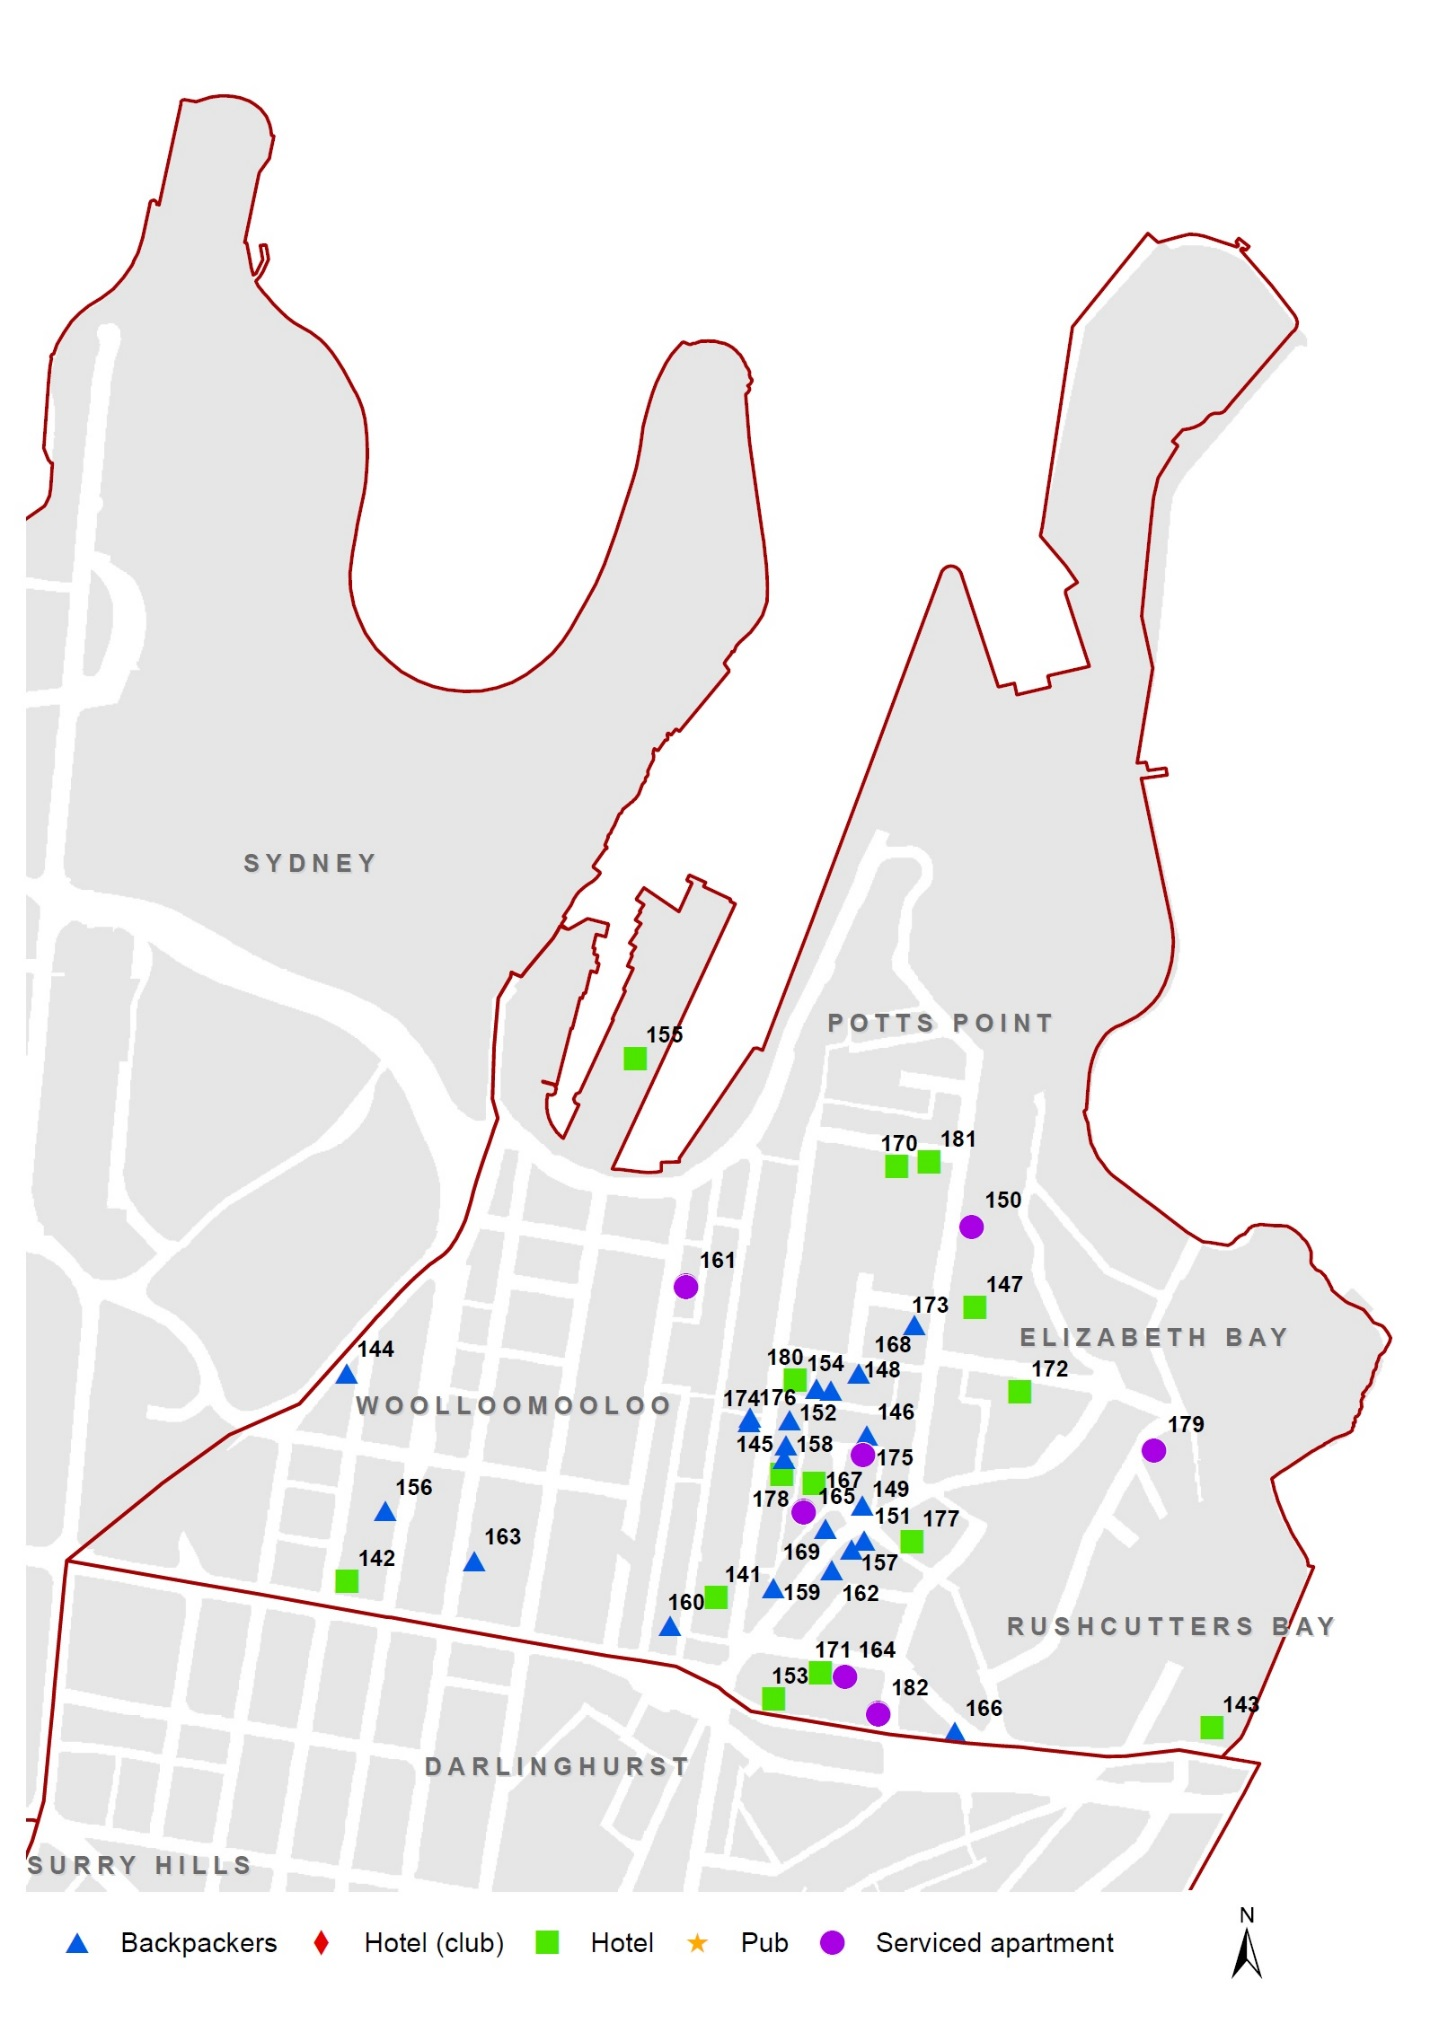 SYDNEY
POTTS POINT
155
170 181
150
161
147
173
ELIZABETH BAY
168
144
180 154 148
172
174 176
WOOLLOOMOOLOO
152 146
179
145 158
175
167
156
178 165 149
151 177
163
169
142
157
141
159 162
160
RUSHCUTTERS BAY
171 164
153
182
166 143
DARLINGHURST
SURRY HILLS
N
Backpackers Hotel (club) Hotel Pub Serviced apartment